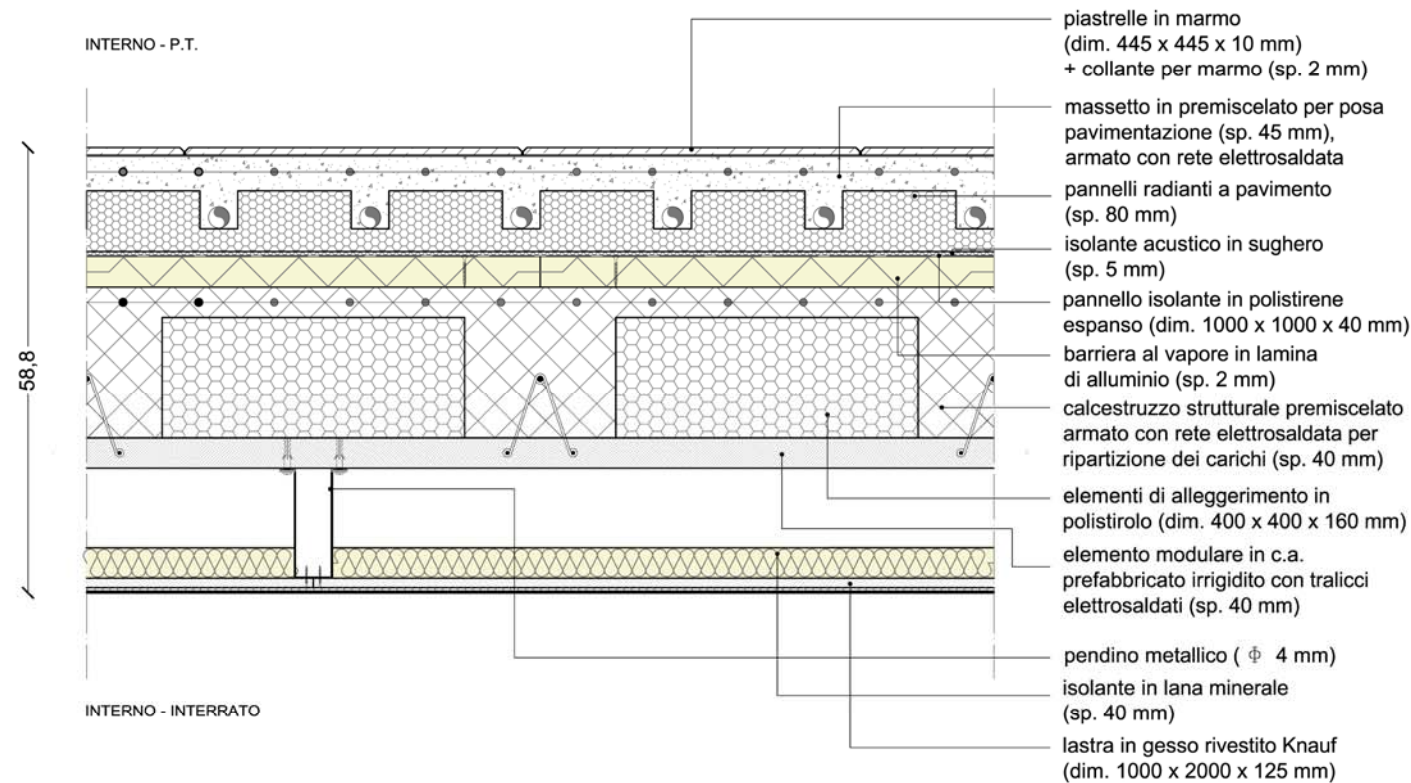 INTERNO - P.T.
58,8
INTERNO - INTERRATO
piastrelle in marmo
(dim. 445 x 445 x 10 mm)
+ collante per marmo (sp. 2 mm)
massetto in premiscelato per posa
pavimentazione (sp. 45 mm),
armato con rete elettrosaldata
pannelli radianti a pavimento
(sp. 80 mm)
isolante acustico in sughero
(sp. 5 mm)
pannello isolante in polistirene
espanso (dim. 1000 x 1000 x 40 mm)
barriera al vapore in lamina
di alluminio (sp. 2 mm)
calcestruzzo strutturale premiscelato
armato con rete elettrosaldata per
ripartizione dei carichi (sp. 40 mm)
elementi di alleggerimento in
polistirolo (dim. 400 x 400 x 160 mm)
elemento modulare in c.a.
prefabbricato irrigidito con tralicci
elettrosaldati (sp. 40 mm)
pendino metallico ( Φ 4 mm)
isolante in lana minerale
(sp. 40 mm)
lastra in gesso rivestito Knauf
(dim. 1000 x 2000 x 125 mm)